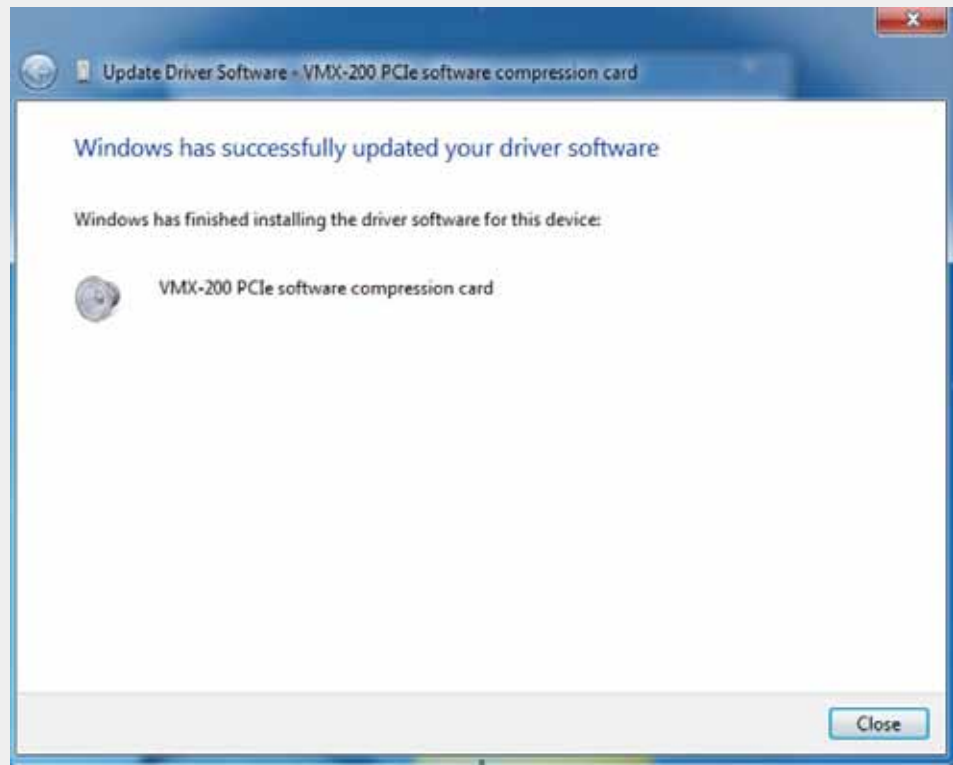 Update Driver Software - VMX-200 PCIe software compression card
Windows has successfully updated your driver software
Windows has finished installing the driver software for this device:
VMX-200 PCIe software compression card
Close